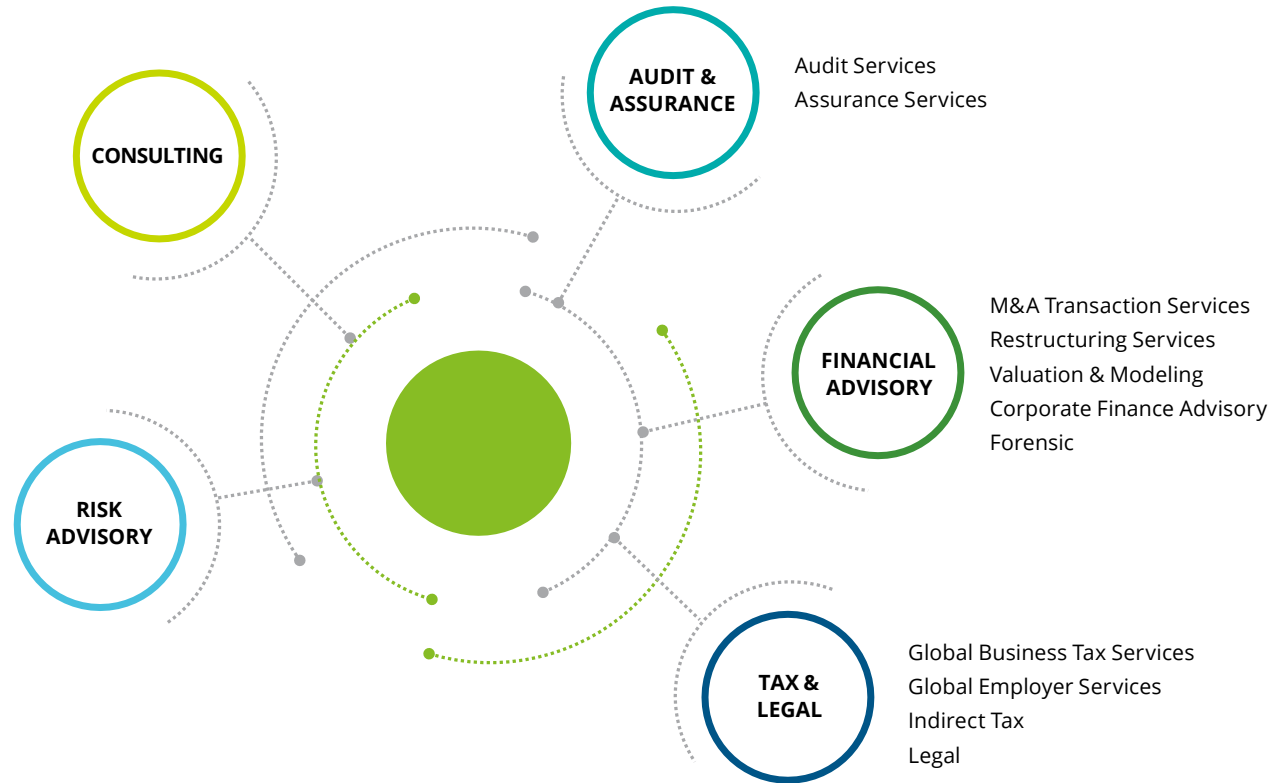 AUDIT &
ASSURANCE
Audit Services
Assurance Services
CONSULTING
FINANCIAL
ADVISORY
M&A Transaction Services
Restructuring Services
Valuation & Modeling
Corporate Finance Advisory
Forensic
RISK
ADVISORY
TAX &
LEGAL
Global Business Tax Services
Global Employer Services
Indirect Tax
Legal